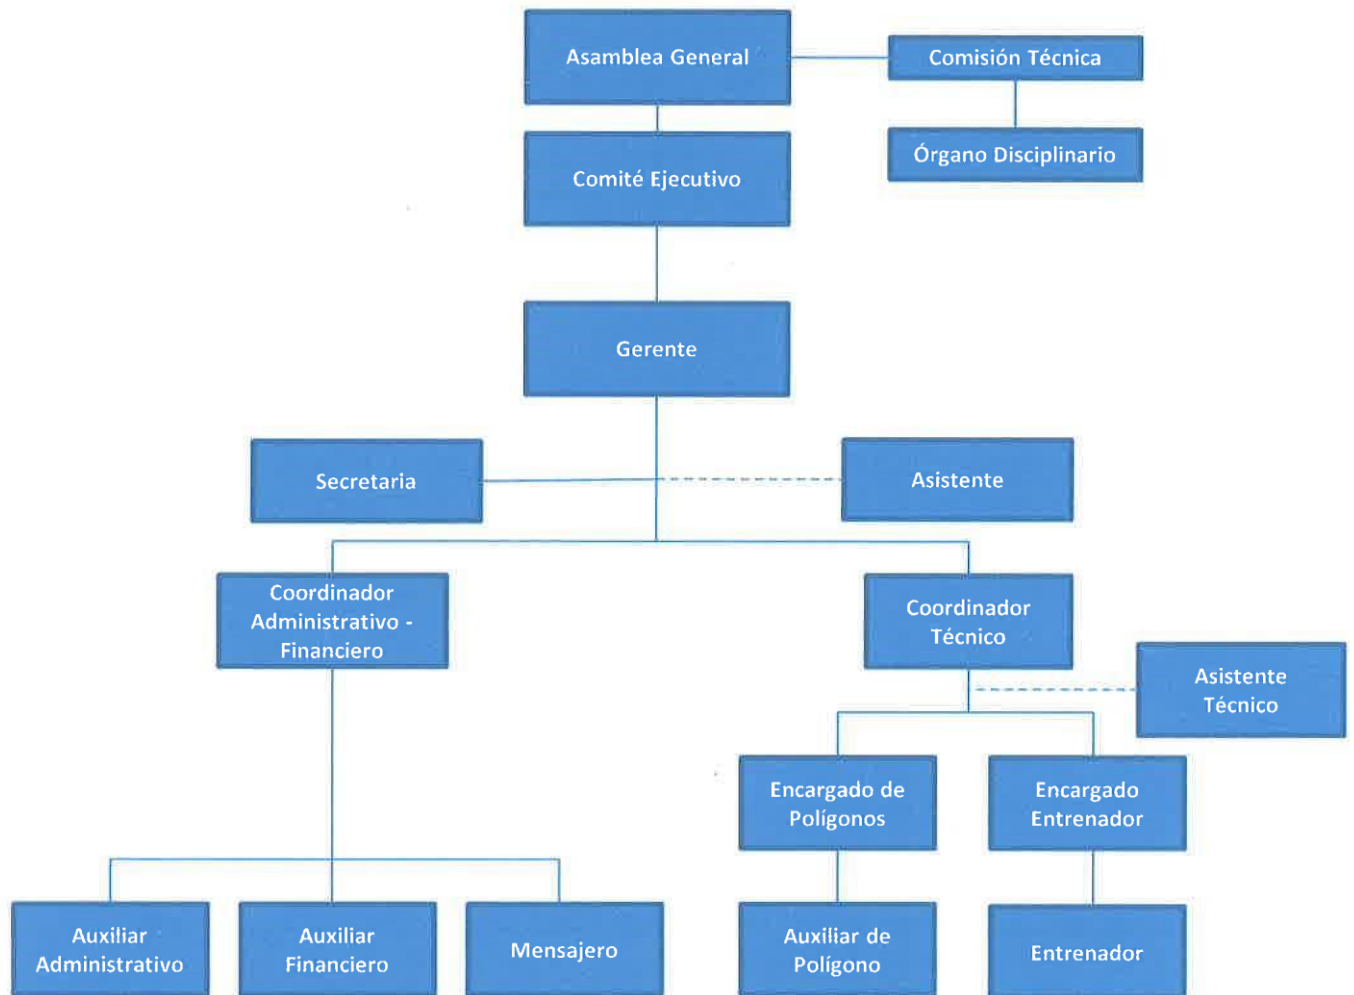 Asamblea General
Comisión Técnica
Órgano Disciplinario
Comité Ejecutivo
Gerente
Secretaria
Asistente
Coordinador
Administrativo -
Financiero
Coordinador
Técnico
Asistente
Técnico
Encargado de
Polígonos
Encargado
Entrenador
Auxiliar
Administrativo
Auxiliar
Financiero
Mensajero
Auxiliar de
Polígono
Entrenador